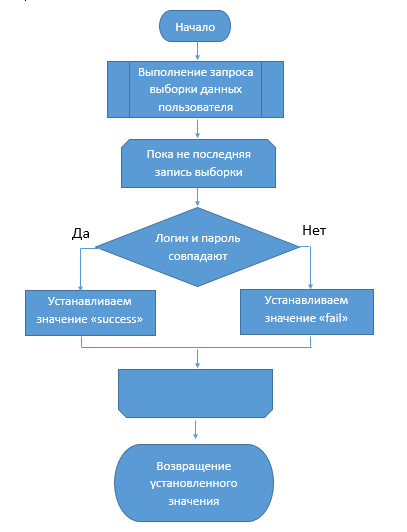 Начало
Выполнение запроса
выборки данных
пользователя
Пока не последняя
запись выборки
Да
Нет
Логин и пароль
совпадают
Устанавливаем
значение «success»
Устанавливаем
значение «fail»
Возвращение
установленного
значения